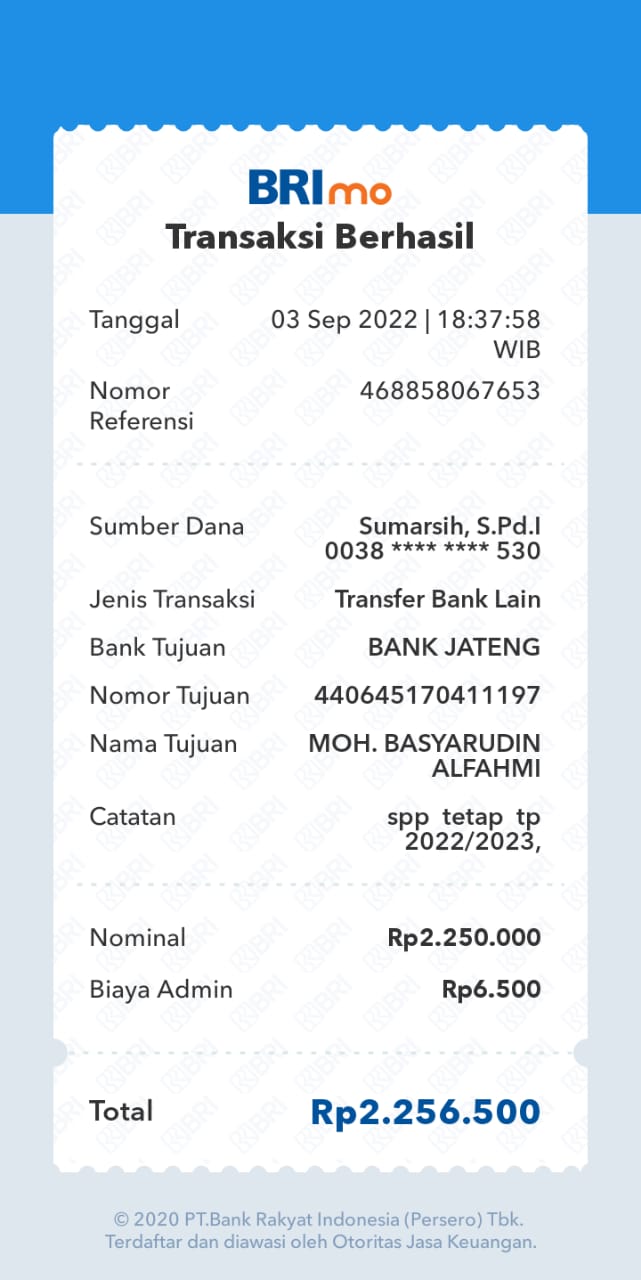 BRImo
Transaksi Berhasil
Tanggal 03 Sep 2022 | 18:37:58
WIB
Nomor 468858067653
Referensi
Sumber Dana Sumarsih, S.Pd.I
0038 **** **** 530
Jenis Transaksi Transfer Bank Lain
Bank Tujuan BANK JATENG
Nomor Tujuan 440645170411197
Nama Tujuan MOH. BASYARUDIN
ALFAHMI
Catatan spp tetap tp
2022/2023,
Nominal Rp2.250.000
Biaya Admin Rp6.500
Total Rp2.256.500
© 2020 PT.Bank Rakyat Indonesia (Persero) Tbk.
Terdaftar dan diawasi oleh Otoritas Jasa Keuangan.